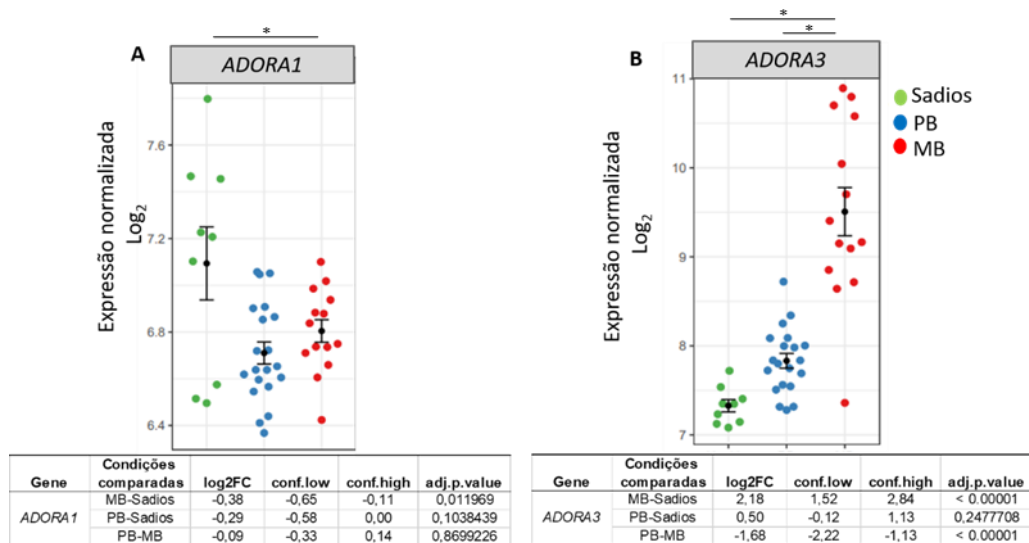 *
A
ADORA1
Expressão normalizada
Log2
7.6
7.2
6.8
6.4
*
*
B
ADORA3
Expressão normalizada
Log2
11
10
9
8
7
Sadios
PB
MB
Gene Condições comparadas log2FC conf.low conf.high adj.p.value
ADORA1 MB-Sadios -0,38 -0,65 -0,11 0,011969
PB-Sadios -0,29 -0,58 0,00 0,1038439
PB-MB -0,09 -0,33 0,14 0,8699226
Gene Condições comparadas log2FC conf.low conf.high adj.p.value
ADORA3 MB-Sadios 2,18 1,52 2,84 < 0.00001
PB-Sadios 0,50 -0,12 1,13 0,2477708
PB-MB -1,68 -2,22 -1,13 < 0.00001